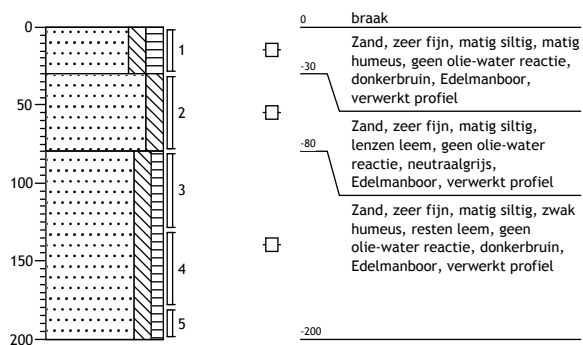 0
50
100
150
200
1
2
3
4
5
0
braak
Zand, zeer fijn, matig siltig, matig
humeus, geen olie-water reactie,
donkerbruin, Edelmanboor,
verwerkt profiel
-30
Zand, zeer fijn, matig siltig,
lenzen leem, geen olie-water
reactie, neutraalgrijs,
Edelmanboor, verwerkt profiel
-80
Zand, zeer fijn, matig siltig, zwak
humeus, resten leem, geen
olie-water reactie, donkerbruin,
Edelmanboor, verwerkt profiel
-200